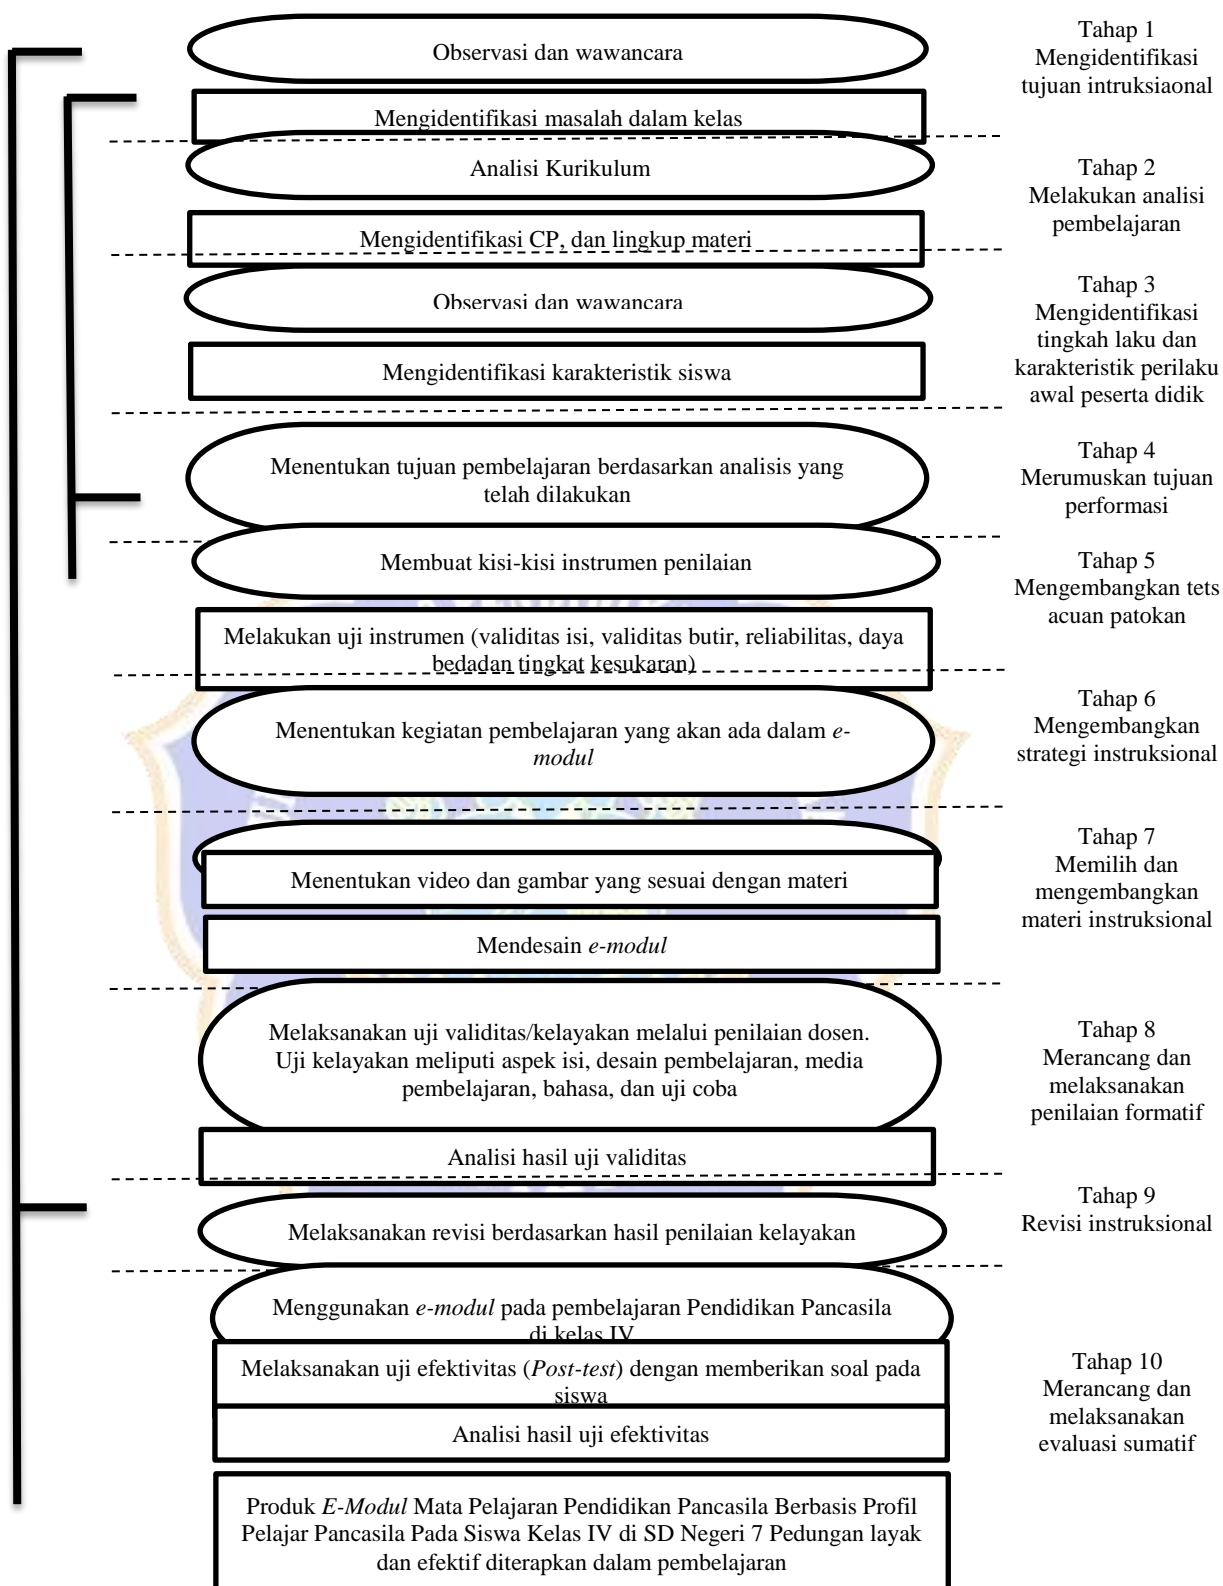 Observasi dan wawancara
Tahap 1
Mengidentifikasi
tujuan intruksiaonal
Mengidentifikasi masalah dalam kelas
Analisi Kurikulum
Tahap 2
Melakukan analisi
pembelajaran
Mengidentifikasi CP, dan lingkup materi
Observasi dan wawancara
Tahap 3
Mengidentifikasi
tingkah laku dan
karakteristik perilaku
awal peserta didik
Mengidentifikasi karakteristik siswa
Menentukan tujuan pembelajaran berdasarkan analisis yang
telah dilakukan
Tahap 4
Merumuskan tujuan
performasi
Membuat kisi-kisi instrumen penilaian
Tahap 5
Mengembangkan tets
acuan patokan
Melakukan uji instrumen (validitas isi, validitas butir, reliabilitas, daya
bedadan tingkat kesukaran)
Menentukan kegiatan pembelajaran yang akan ada dalam e-
modul
Tahap 6
Mengembangkan
strategi instruksional
Menentukan video dan gambar yang sesuai dengan materi
Mendesain e-modul
Tahap 7
Memilih dan
mengembangkan
materi instruksional
Melaksanakan uji validitas/kelayakan melalui penilaian dosen.
Uji kelayakan meliputi aspek isi, desain pembelajaran, media
pembelajaran, bahasa, dan uji coba
Tahap 8
Merancang dan
melaksanakan
penilaian formatif
Analisi hasil uji validitas
Melaksanakan revisi berdasarkan hasil penilaian kelayakan
Tahap 9
Revisi instruksional
Menggunakan e-modul pada pembelajaran Pendidikan Pancasila
di kelas IV
Melaksanakan uji efektivitas (Post-test) dengan memberikan soal pada
siswa
Analisi hasil uji efektivitas
Tahap 10
Merancang dan
melaksanakan
evaluasi sumatif
Produk E-Modul Mata Pelajaran Pendidikan Pancasila Berbasis Profil
Pelajar Pancasila Pada Siswa Kelas IV di SD Negeri 7 Pedungan layak
dan efektif diterapkan dalam pembelajaran